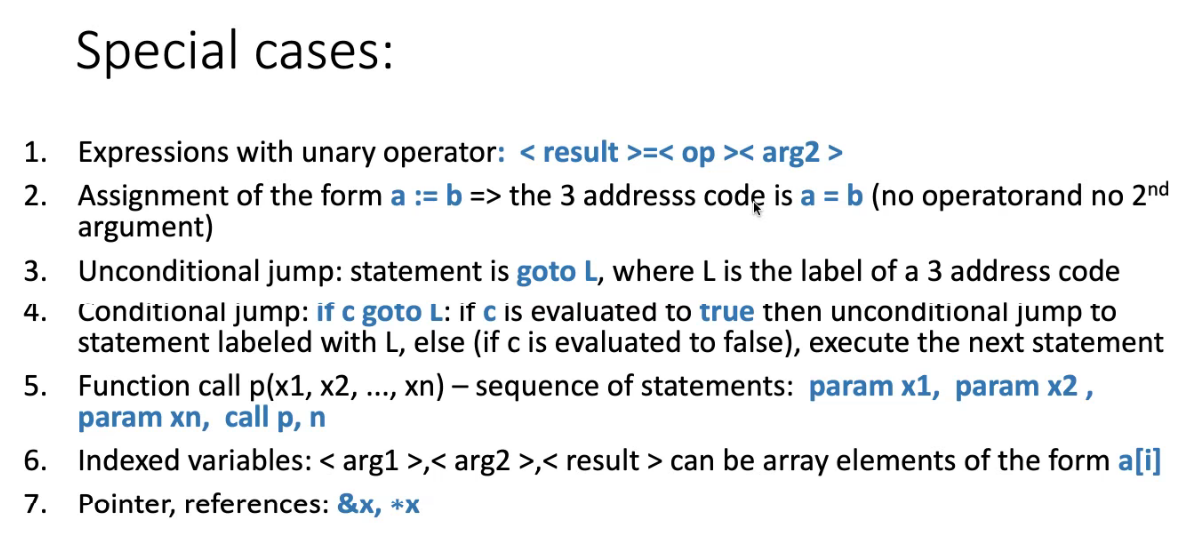 Special cases:
1. Expressions with unary operator: < result >=< op >< arg2 >
2. Assignment of the form a := b => the 3 addresss code is a = b (no operatorand no 2nd
argument)
3. Unconditional jump: statement is goto L, where L is the label of a 3 address code
4. Conditional jump: if c goto L: if c is evaluated to true then unconditional jump to
statement labeled with L, else (if c is evaluated to false), execute the next statement
5. Function call p(x1, x2, ..., xn) – sequence of statements: param x1, param x2 ,
param xn, call p, n
6. Indexed variables: < arg1 >,< arg2 >,< result > can be array elements of the form a[i]
7. Pointer, references: &x, *x